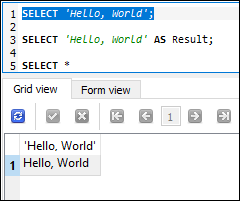 1 SELECT 'Hello, World';
2
3 SELECT 'Hello, World' AS Result;
4
5 SELECT *
Grid view Form view
1
'Hello, World'
1 Hello, World